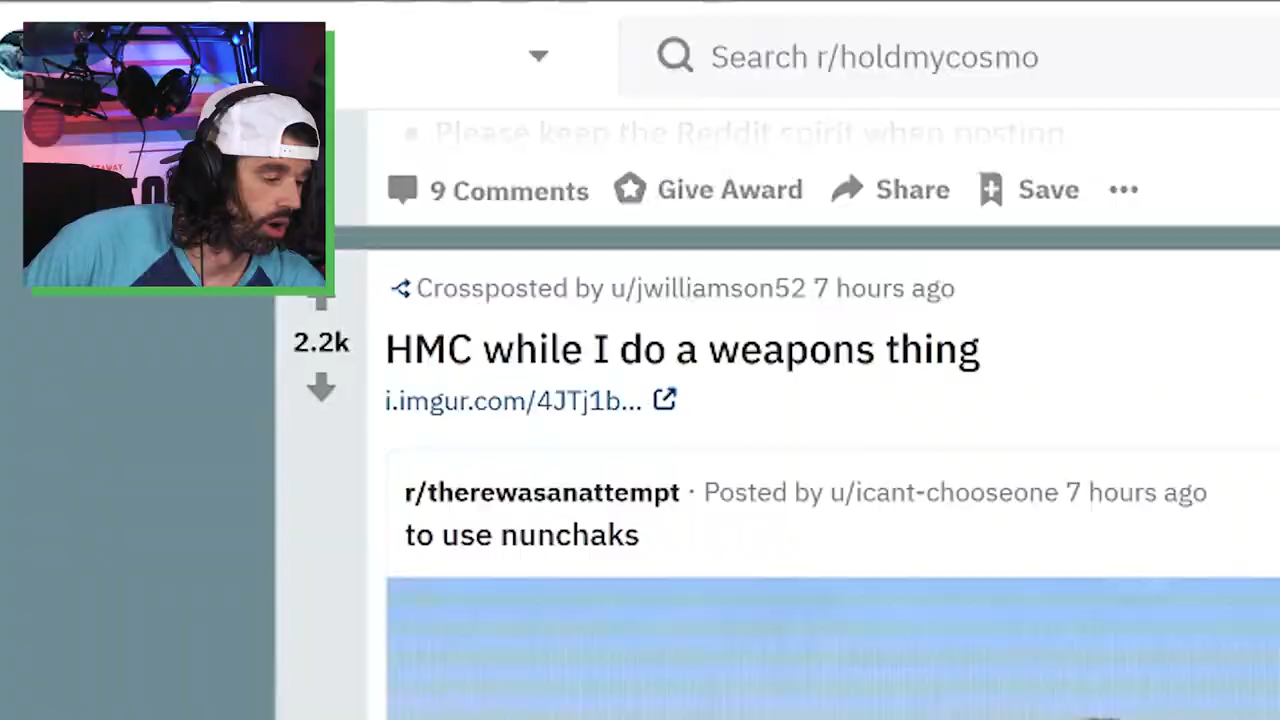 Search r/holdmycosmo
Please keep the Reddit spirit when posting
9 Comments Give Award Share Save
Crossposted by u/jwilliamson52 7 hours ago
2.2k
HMC while I do a weapons thing
i.imgur.com/4JTj1b...
r/therewasanattempt · Posted by u/icant-chooseone 7 hours ago
to use nunchaks